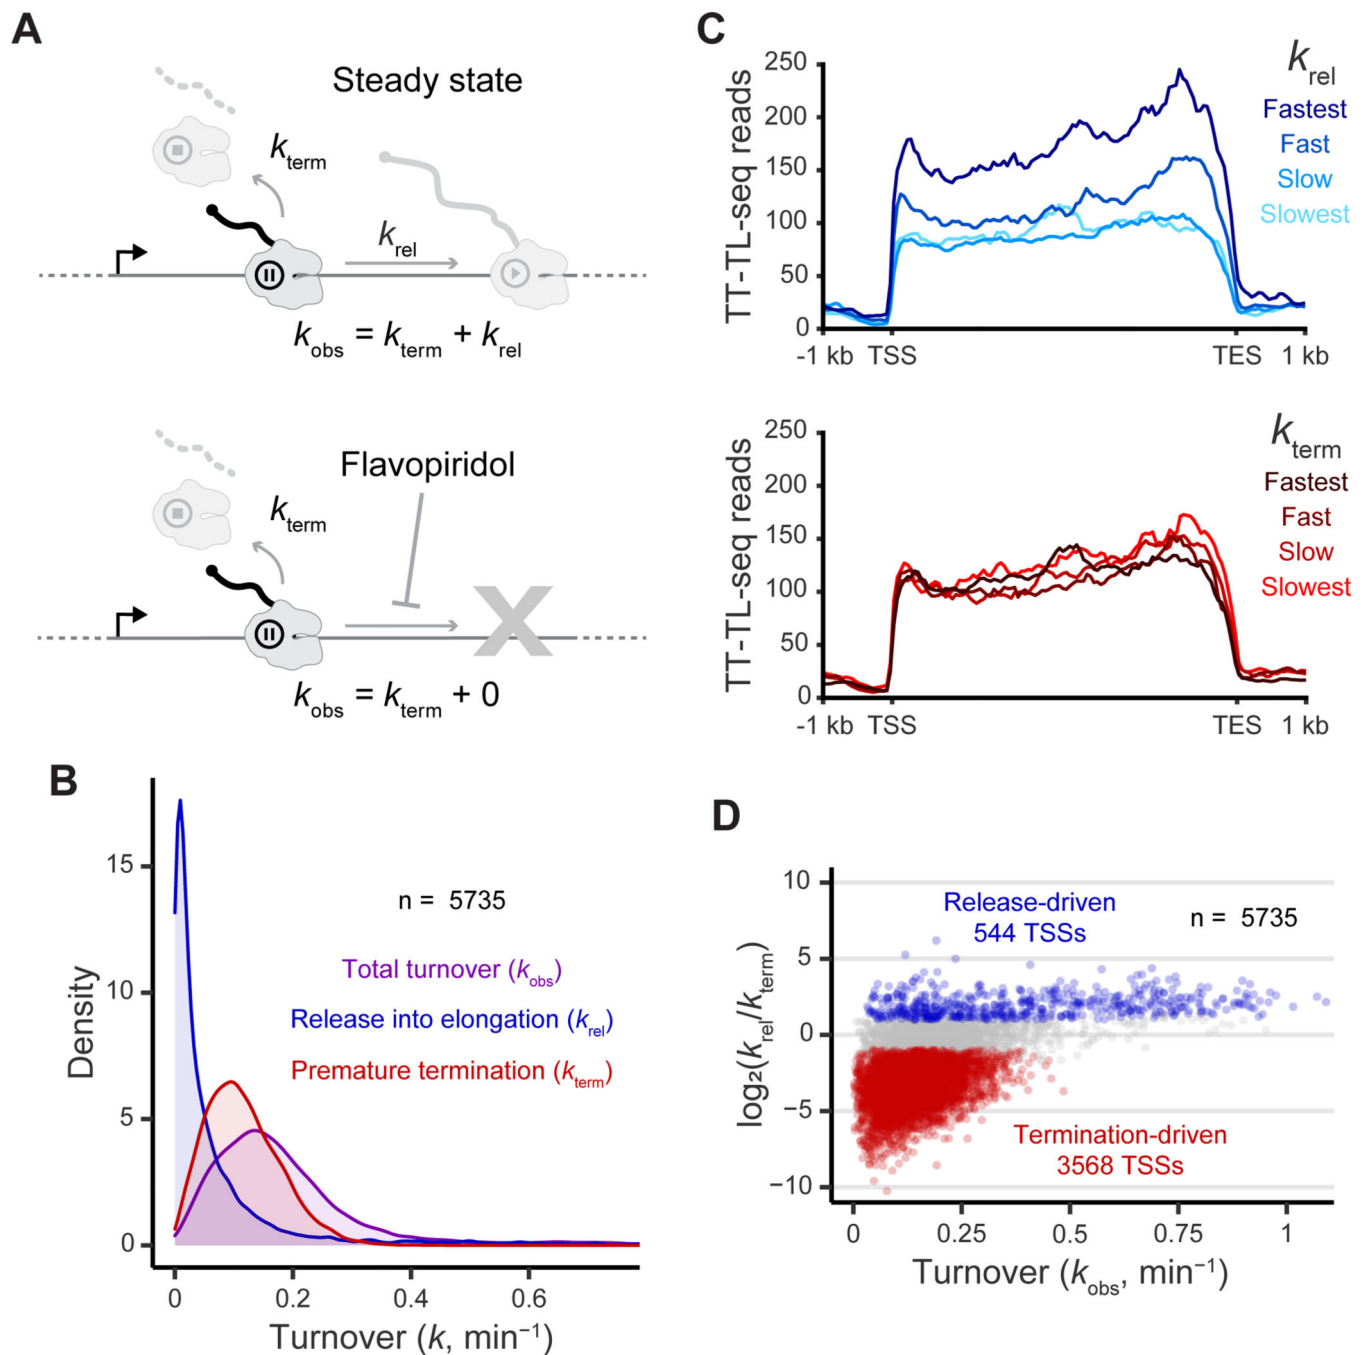 A
Steady state
kterm
krel
kobs = kterm + krel
Flavopiridol
kterm
X
kobs = kterm + 0
B
Density
15
10
5
0
n = 5735
Total turnover (kobs)
Release into elongation (krel)
Premature termination (kterm)
0 0.2 0.4 0.6
Turnover (k, min⁻¹)
C
TT-TL-seq reads
250
200
150
100
50
0
krel
Fastest
Fast
Slow
Slowest
-1 kb TSS TES 1 kb
TT-TL-seq reads
250
200
150
100
50
0
kterm
Fastest
Fast
Slow
Slowest
-1 kb TSS TES 1 kb
D
log₂(krel/kterm)
10
5
0
−5
−10
Release-driven
544 TSSs
n = 5735
Termination-driven
3568 TSSs
0 0.25 0.5 0.75 1
Turnover (kobs, min⁻¹)